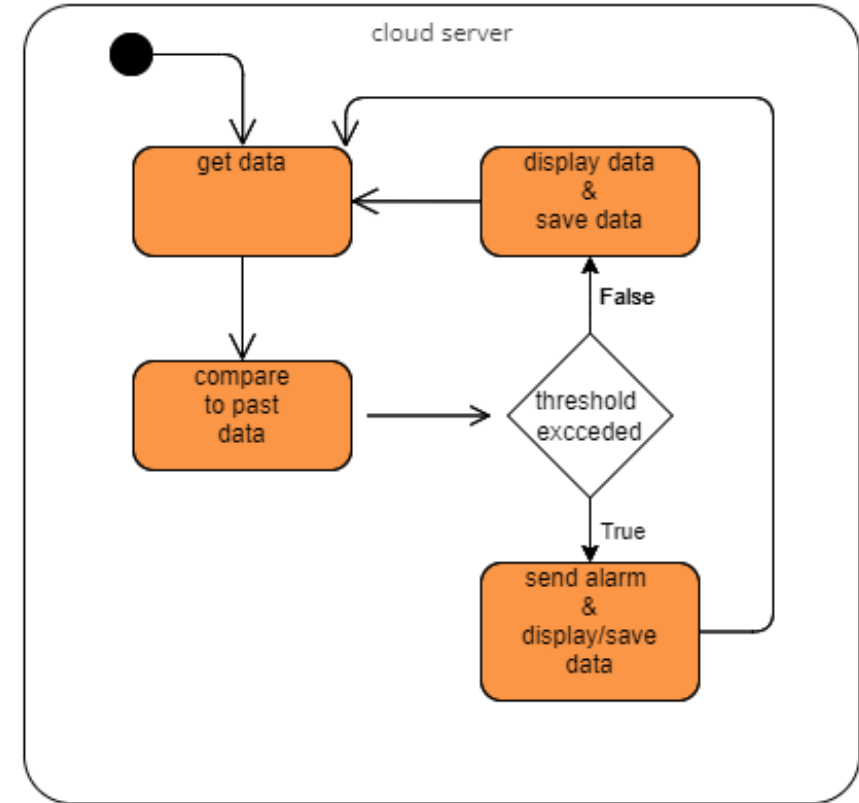 cloud server
get data
display data
&
save data
False
compare
to past
data
threshold
excceded
True
send alarm
&
display/save
data